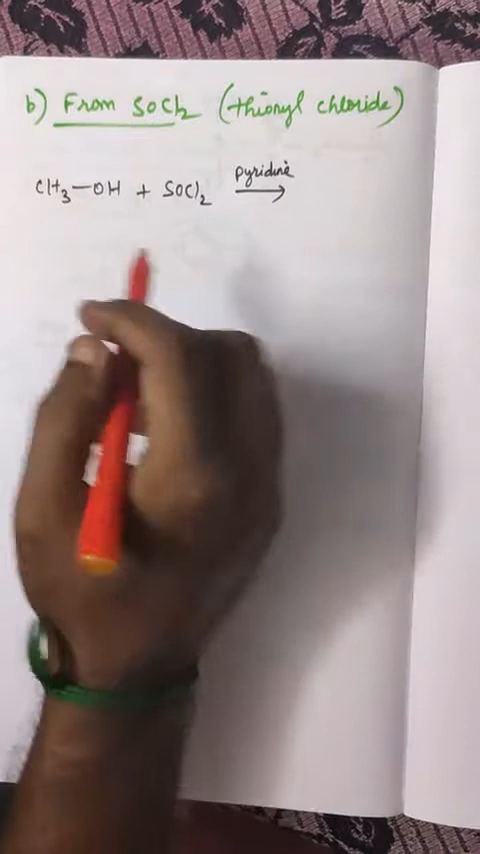 b) From SOCl2 (thionyl chloride)
pyridine
CH3-OH + SOCl2 →